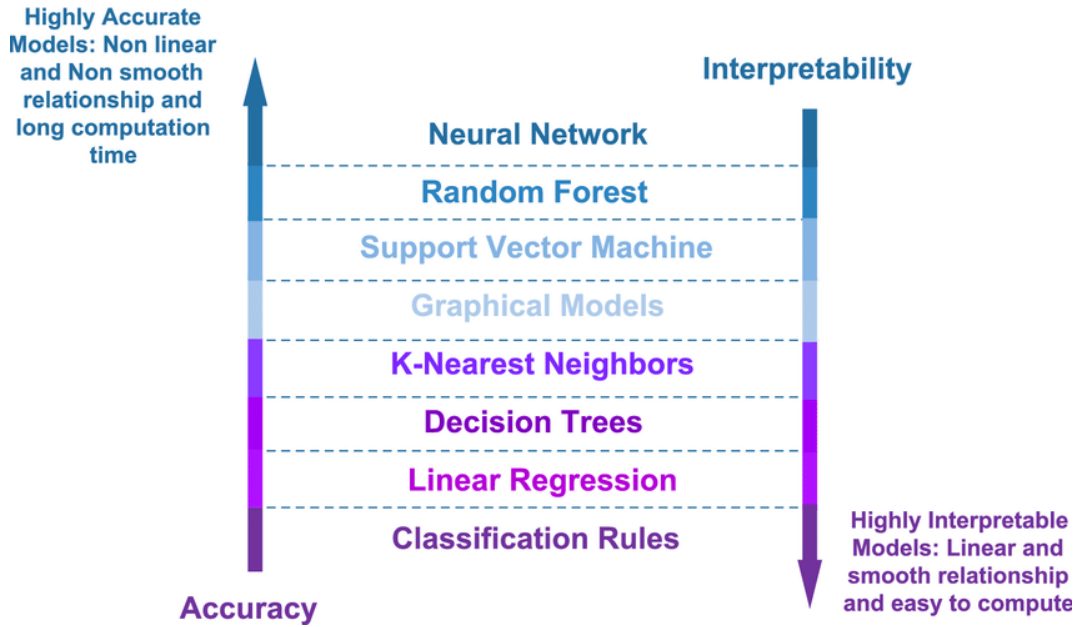 Highly Accurate
Models: Non linear
and Non smooth
relationship and
long computation
time
Interpretability
Neural Network
Random Forest
Support Vector Machine
Graphical Models
K-Nearest Neighbors
Decision Trees
Linear Regression
Classification Rules
Accuracy
Highly Interpretable
Models: Linear and
smooth relationship
and easy to compute